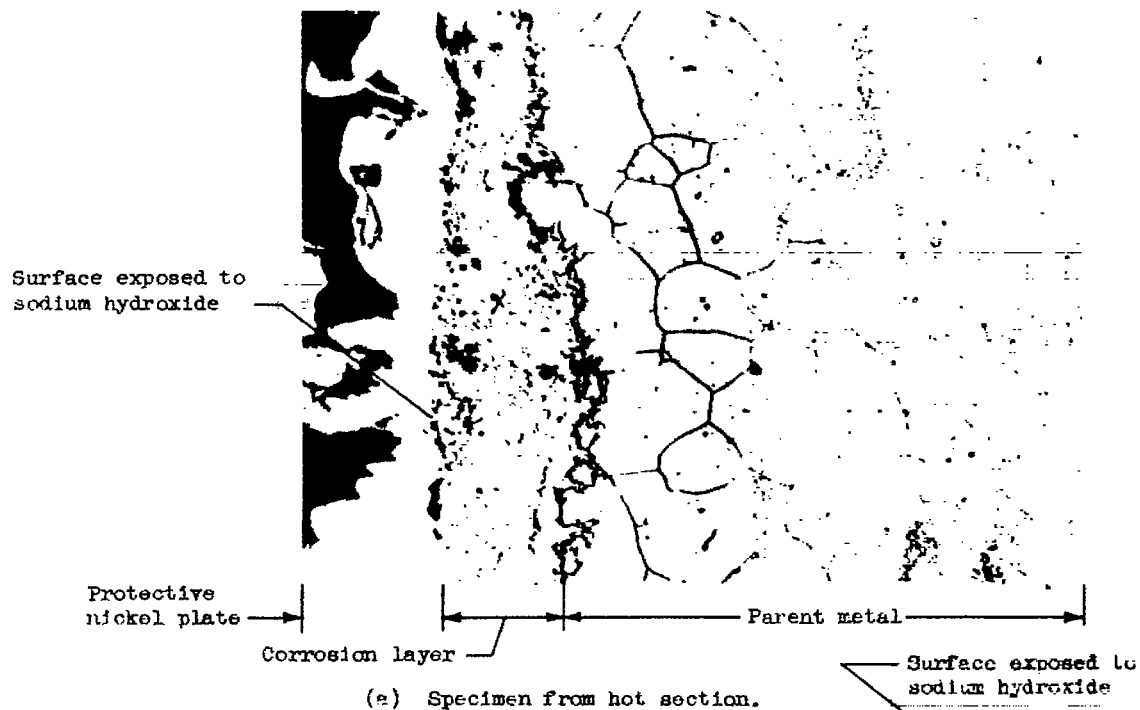 Surface exposed to
sodium hydroxide
Protective
nickel plate
Corrosion layer
Parent metal
(a) Specimen from hot section.
Surface exposed to
sodium hydroxide